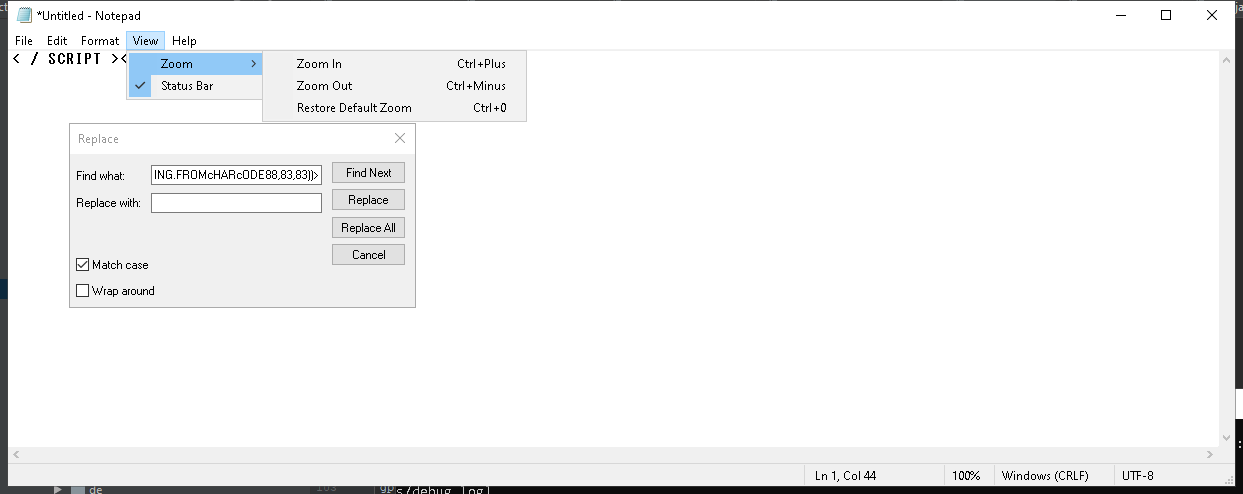 *Untitled - Notepad
File Edit Format View Help
< / SCRIPT ><
Zoom
Status Bar
Zoom In Ctrl+Plus
Zoom Out Ctrl+Minus
Restore Default Zoom Ctrl+0
Replace
Find what: ING.FROMcHARcODE88,83,83))> Find Next
Replace with: Replace
Replace All
Cancel
Match case
Wrap around
Ln 1, Col 44 100% Windows (CRLF) UTF-8
de